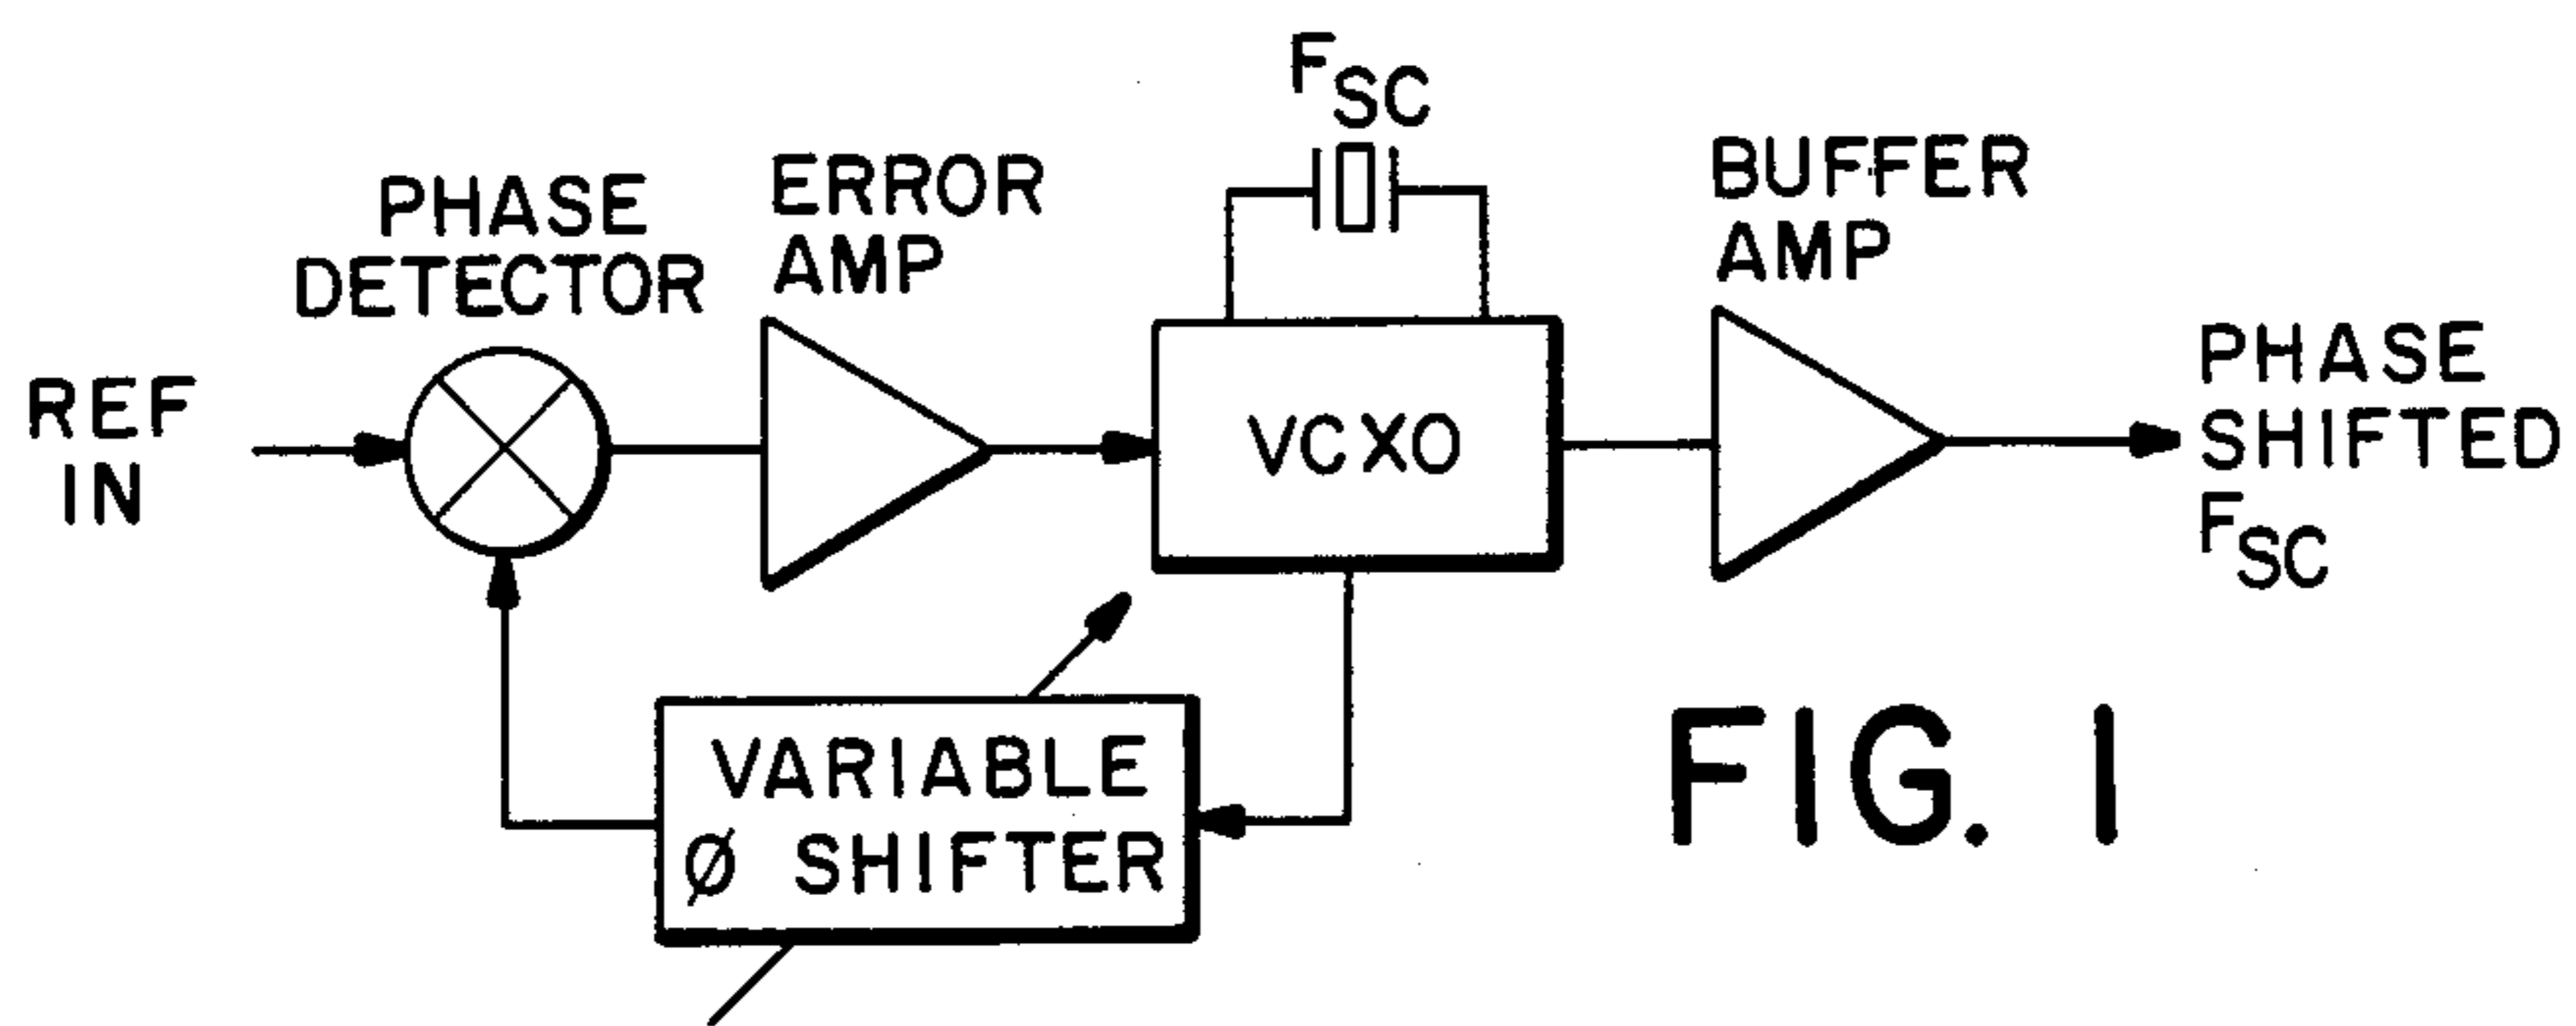 REF
IN
PHASE
DETECTOR
ERROR
AMP
FSC
VCXO
BUFFER
AMP
PHASE
SHIFTED
FSC
VARIABLE
Ø SHIFTER
FIG. 1